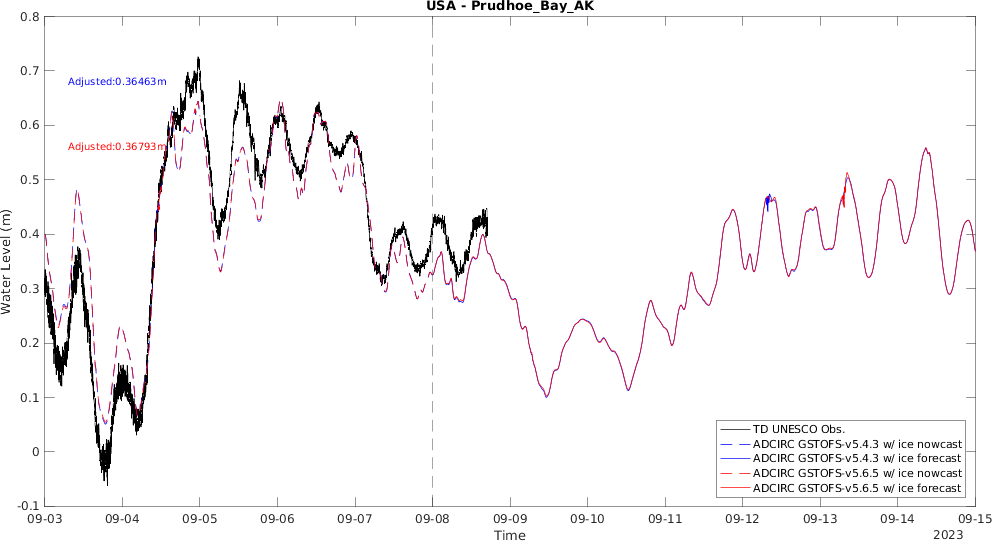 USA - Prudhoe_Bay_AK
0.8
0.7
0.6
0.5
0.4
0.3
0.2
0.1
0
-0.1
Water Level (m)
Adjusted:0.36463m
Adjusted:0.36793m
TD UNESCO Obs.
ADCIRC GSTOFS-v5.4.3 w/ ice nowcast
ADCIRC GSTOFS-v5.4.3 w/ ice forecast
ADCIRC GSTOFS-v5.6.5 w/ ice nowcast
ADCIRC GSTOFS-v5.6.5 w/ ice forecast
09-03 09-04 09-05 09-06 09-07 09-08 09-09 09-10 09-11 09-12 09-13 09-14 09-15
Time
2023